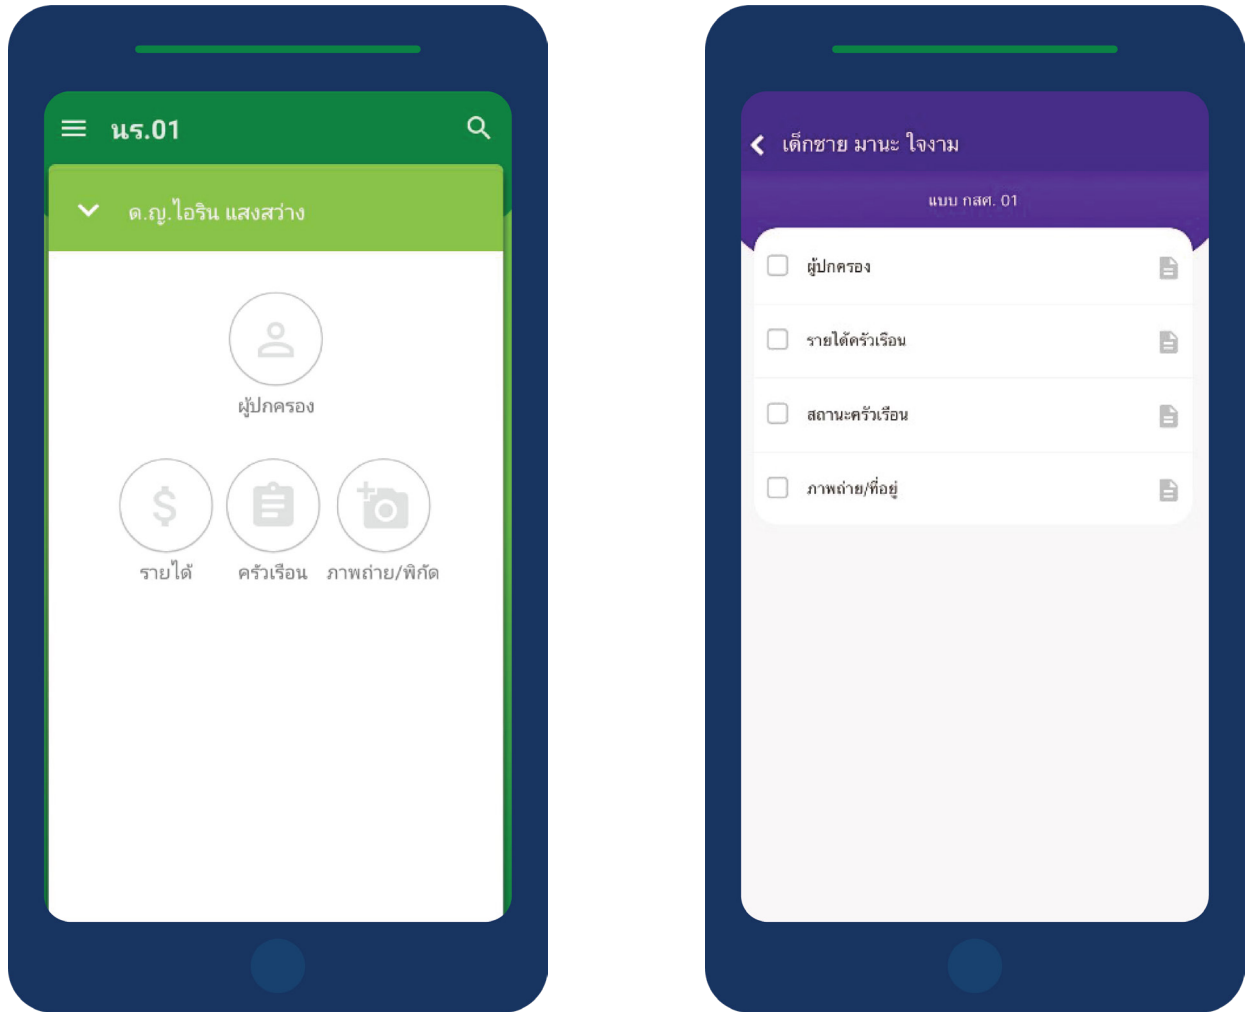 นร.01
ด.ญ.ไอริน แสงสว่าง
ผู้ปกครอง
รายได้
ครัวเรือน
ภาพถ่าย/พิกัด
เด็กชาย มานะ ใจงาม
แบบ กสศ. 01
ผู้ปกครอง
รายได้ครัวเรือน
สถานะครัวเรือน
ภาพถ่าย/ที่อยู่